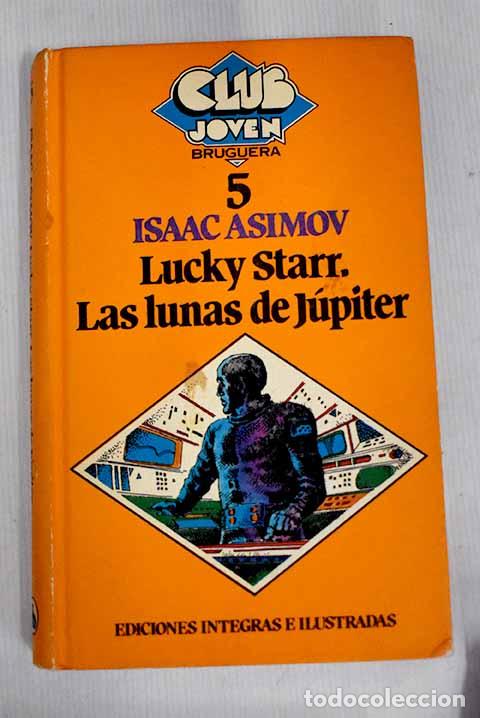 CLUB
JOVEN
BRUGUERA
5
ISAAC ASIMOV
Lucky Starr.
Las lunas de Júpiter
EDICIONES INTEGRAS E ILUSTRADAS
todocoleccion